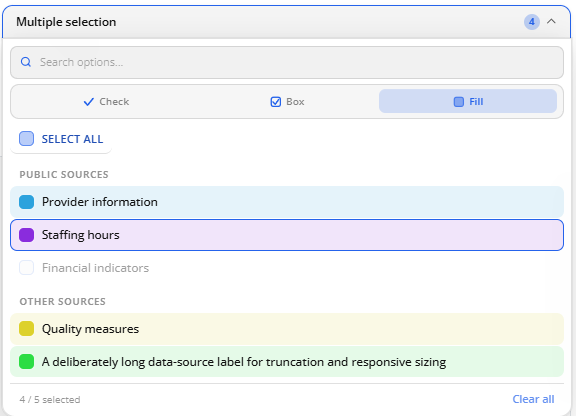 Multiple selection 4
Search options...
Check Box Fill
SELECT ALL
PUBLIC SOURCES
Provider information
Staffing hours
Financial indicators
OTHER SOURCES
Quality measures
A deliberately long data-source label for truncation and responsive sizing
4 / 5 selected Clear all